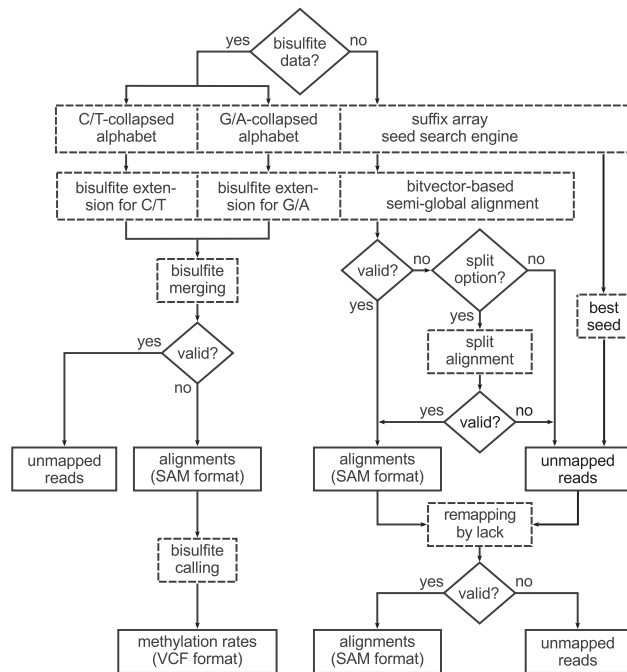 yes
bisulfite
data?
no
C/T-collapsed
alphabet
G/A-collapsed
alphabet
suffix array
seed search engine
bisulfite exten-
sion for C/T
bisulfite exten-
sion for G/A
bitvector-based
semi-global alignment
bisulfite
merging
valid?
no
yes
split
option?
no
yes
best
seed
split
alignment
yes
valid?
no
yes
valid?
no
unmapped
reads
alignments
(SAM format)
alignments
(SAM format)
unmapped
reads
bisulfite
calling
remapping
by lack
yes
valid?
no
methylation rates
(VCF format)
alignments
(SAM format)
unmapped
reads